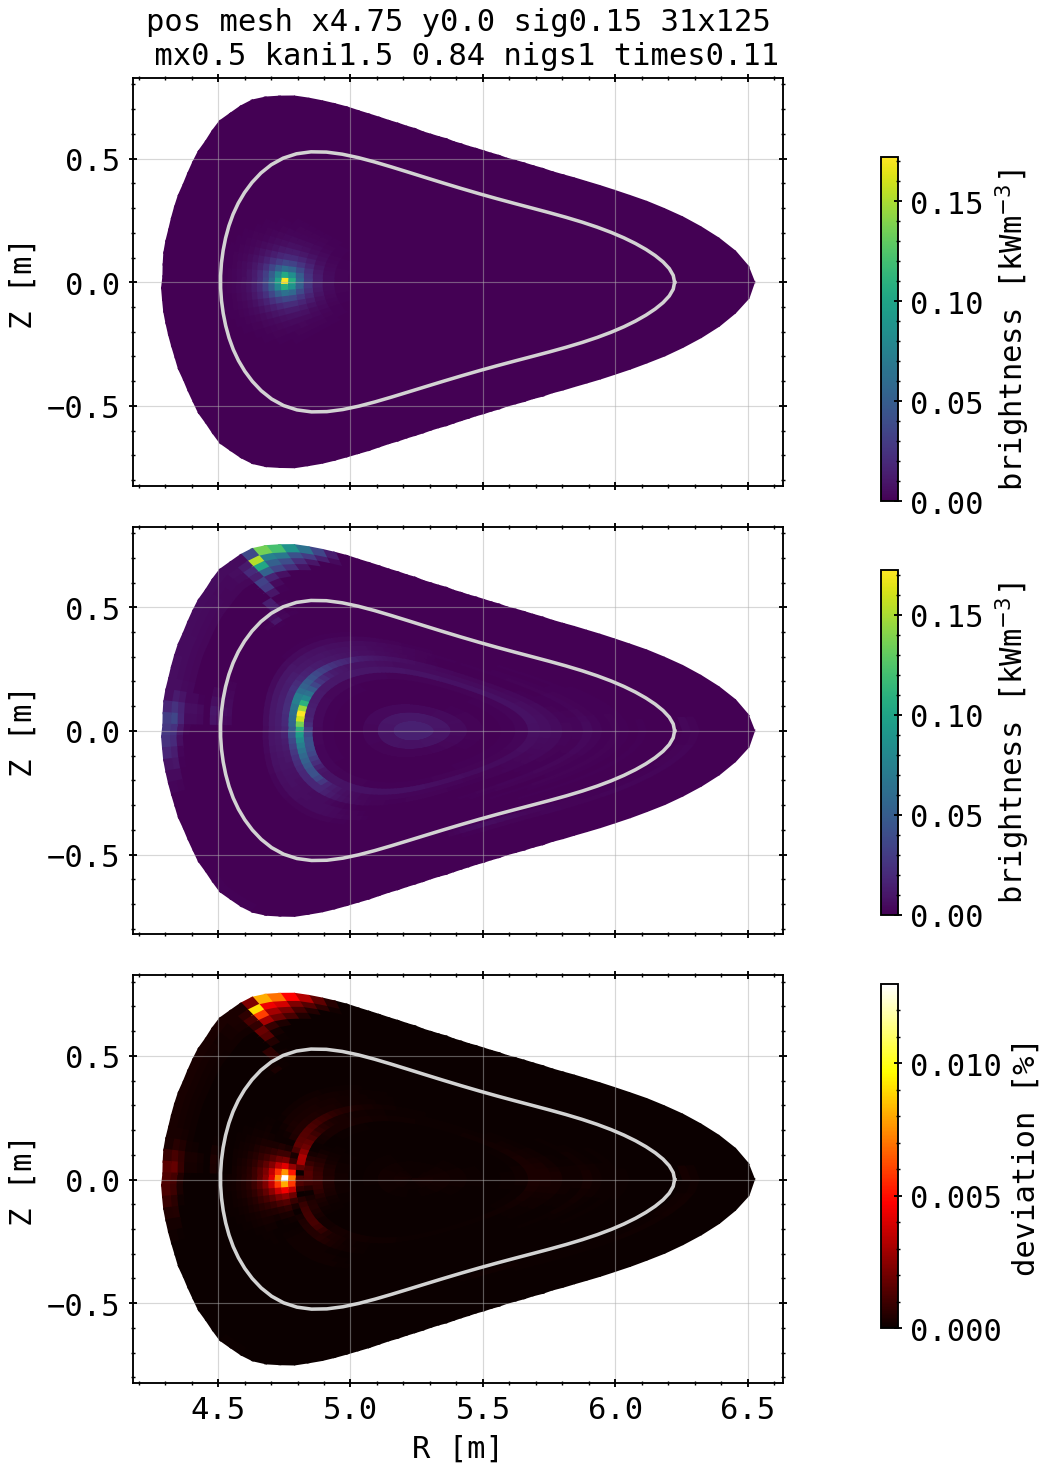 pos mesh x4.75 y0.0 sig0.15 31x125
mx0.5 kani1.5 0.84 nigs1 times0.11
0.5
0.0
−0.5
Z [m]
0.15
0.10
0.05
0.00
brightness [kWm⁻³]
0.5
0.0
−0.5
Z [m]
0.15
0.10
0.05
0.00
brightness [kWm⁻³]
0.5
0.0
−0.5
Z [m]
0.010
0.005
0.000
deviation [%]
4.5 5.0 5.5 6.0 6.5
R [m]